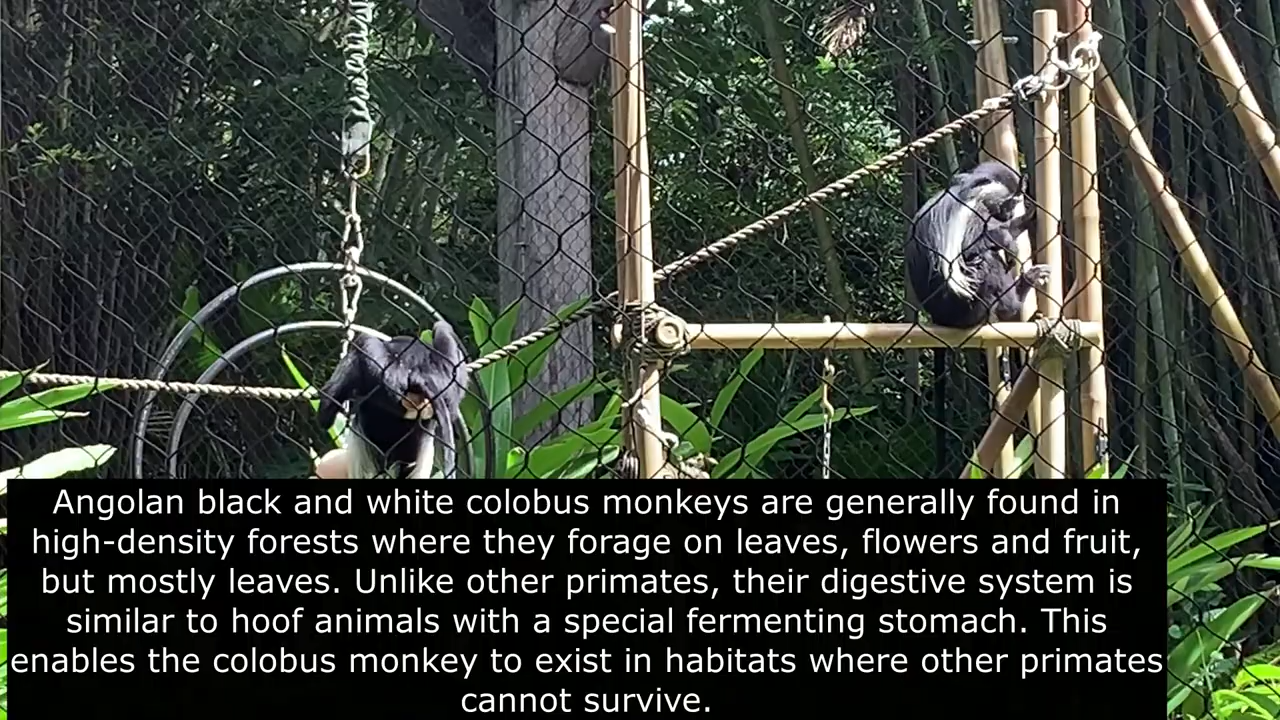 Angolan black and white colobus monkeys are generally found in
high-density forests where they forage on leaves, flowers and fruit,
but mostly leaves. Unlike other primates, their digestive system is
similar to hoof animals with a special fermenting stomach. This
enables the colobus monkey to exist in habitats where other primates
cannot survive.